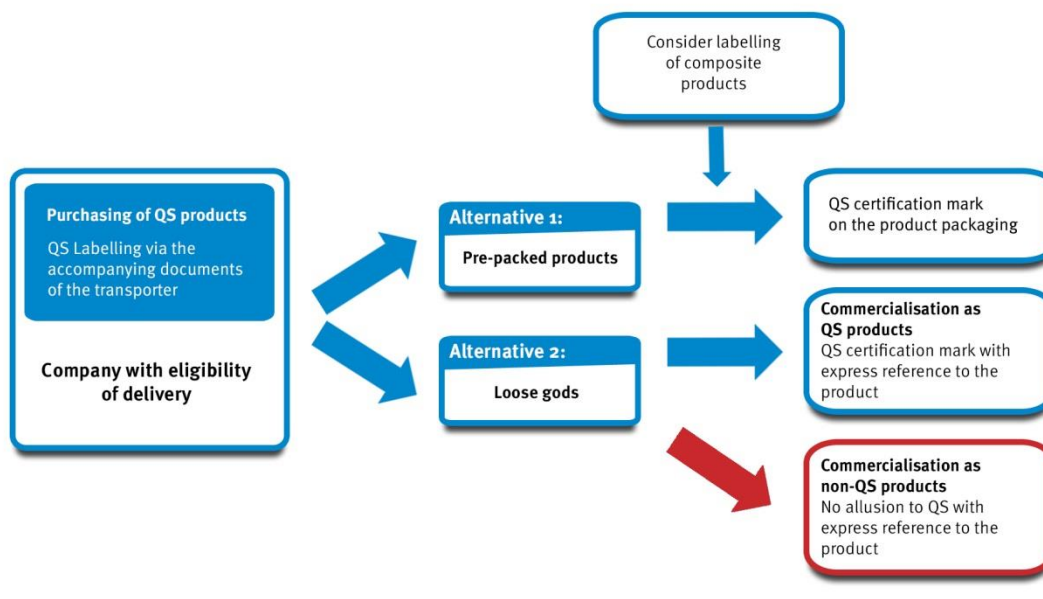 Consider labelling
of composite
products
Purchasing of QS products
QS Labelling via the
accompanying documents
of the transporter
Company with eligibility
of delivery
Alternative 1:
Pre-packed products
QS certification mark
on the product packaging
Alternative 2:
Loose gods
Commercialisation as
QS products
QS certification mark with
express reference to the
product
Commercialisation as
non-QS products
No allusion to QS with
express reference to the
product